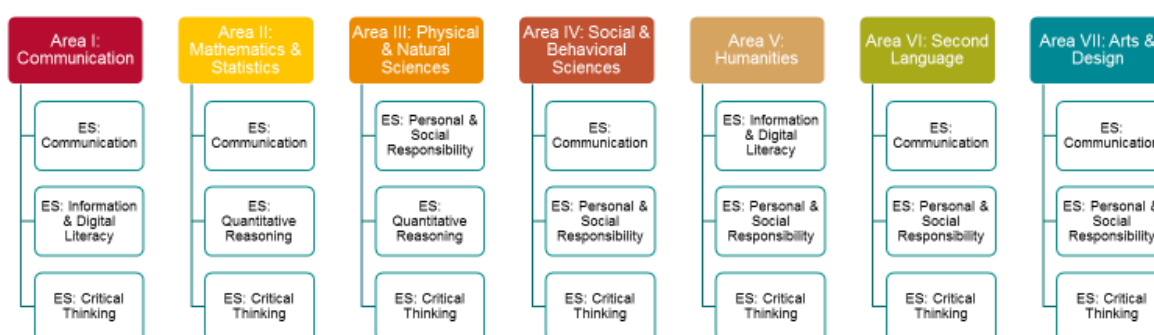 Area I:
Communication
ES:
Communication
ES: Information
& Digital
Literacy
ES: Critical
Thinking
Area II:
Mathematics &
Statistics
ES:
Communication
ES:
Quantitative
Reasoning
ES: Critical
Thinking
Area III: Physical
& Natural
Sciences
ES: Personal &
Social
Responsibility
ES:
Quantitative
Reasoning
ES: Critical
Thinking
Area IV: Social &
Behavioral
Sciences
ES:
Communication
ES: Personal &
Social
Responsibility
ES: Critical
Thinking
Area V:
Humanities
ES: Information
& Digital
Literacy
ES: Personal &
Social
Responsibility
ES: Critical
Thinking
Area VI: Second
Language
ES:
Communication
ES: Personal &
Social
Responsibility
ES: Critical
Thinking
Area VII: Arts &
Design
ES:
Communication
ES: Personal &
Social
Responsibility
ES: Critical
Thinking